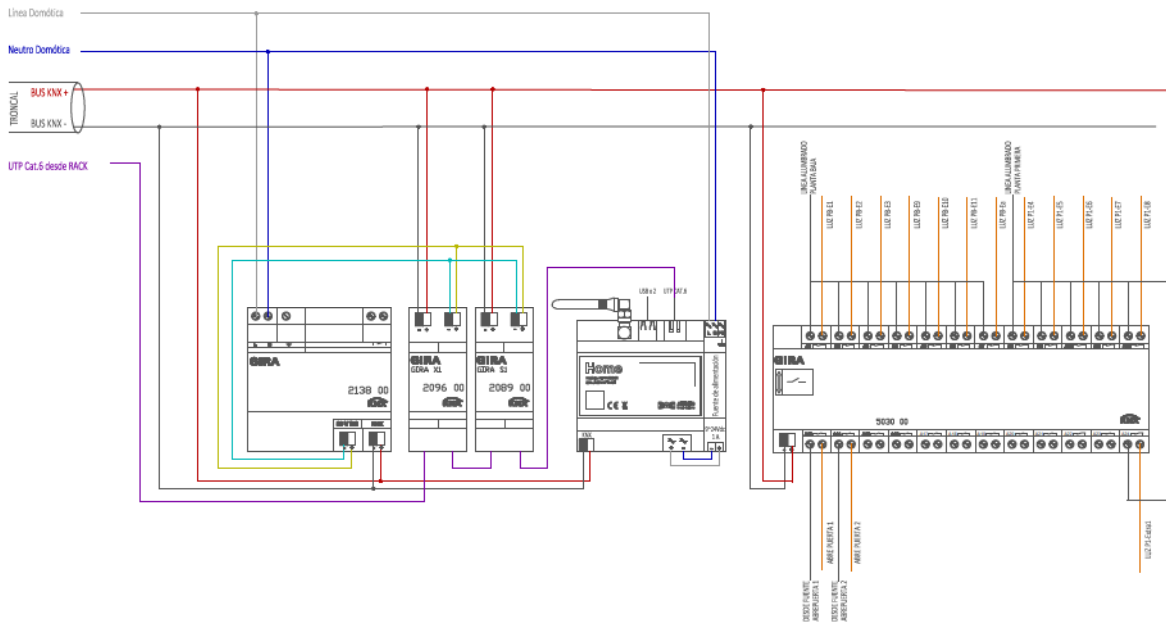 Linea Domótica
Neutro Domótica
TRONCAL
BUS KNX +
BUS KNX -
UTP Cat.6 desde RACK
LINEA ALUMBRADO
PLANTA BAJA
LUZ PB-E1
LUZ PB-E2
LUZ PB-E3
LUZ PB-E9
LUZ PB-E10
LUZ PB-E11
LUZ PB-Ex
LINEA ALUMBRADO
PLANTA PRIMERA
LUZ P1-E4
LUZ P1-E5
LUZ P1-E6
LUZ P1-E7
LUZ P1-E8
USB x 2
UTP CAT.6
GIRA
2138 00
KNX
GIRA
GIRA X1
2096 00
GIRA
GIRA S1
2089 00
Home
CE
Fuente de alimentación
KNX
1 A
GIRA
5030 00
ABRE PUERTA 1
ABRE PUERTA 2
DESDE FUENTE
ABREPUERTA 1
DESDE FUENTE
ABREPUERTA 2
LUZ P1-Extra1